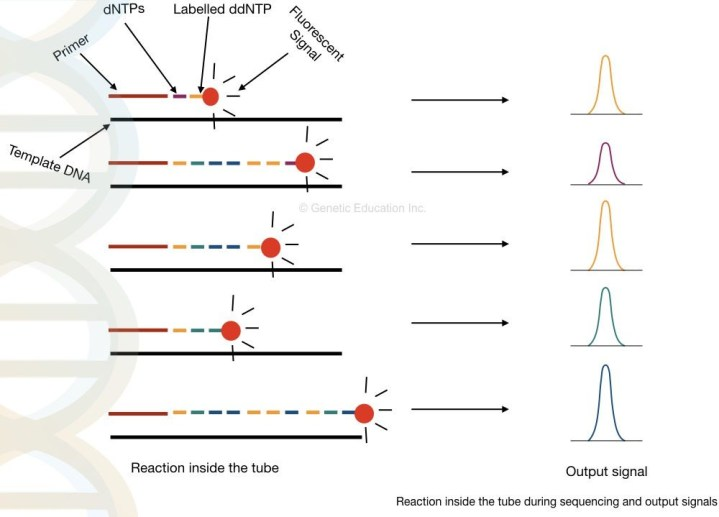 dNTPs
Labelled ddNTP
Fluorescent
Signal
Primer
Template DNA
© Genetic Education Inc.
Reaction inside the tube
Output signal
Reaction inside the tube during sequencing and output signals